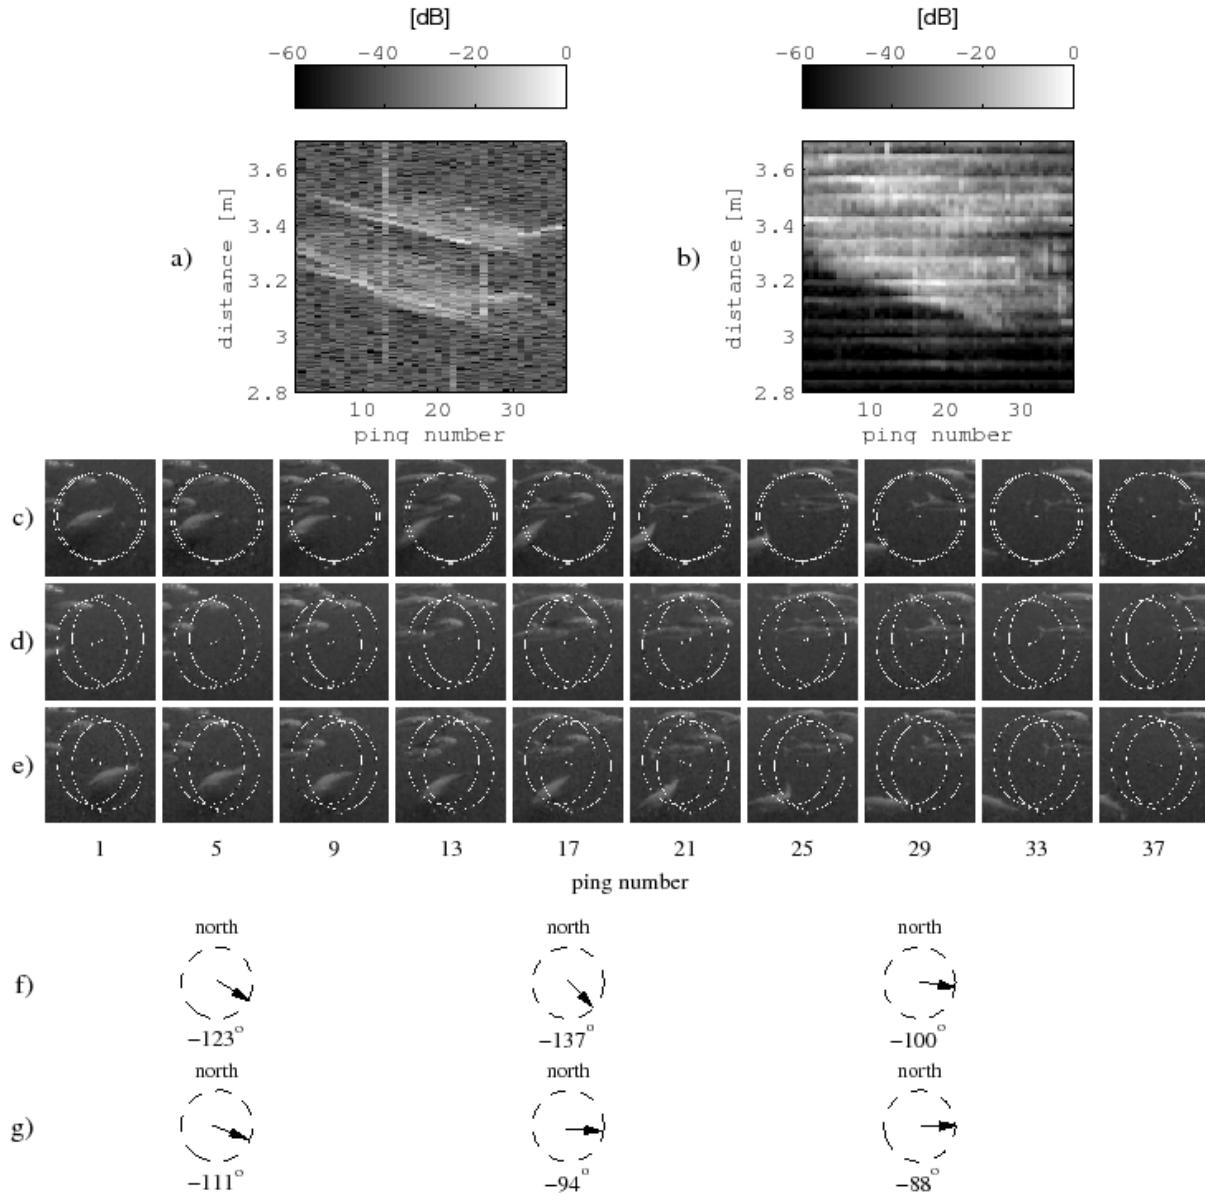 [dB] [dB]
−60 −40 −20 0 −60 −40 −20 0
3.6 3.6
3.4 3.4
a) b)
3.2 3.2
3 3
2.8 2.8
distance [m] distance [m]
10 20 30 10 20 30
ping number ping number
c)
d)
e)
1 5 9 13 17 21 25 29 33 37
ping number
north north north
f)
−123° −137° −100°
north north north
g)
−111° −94° −88°